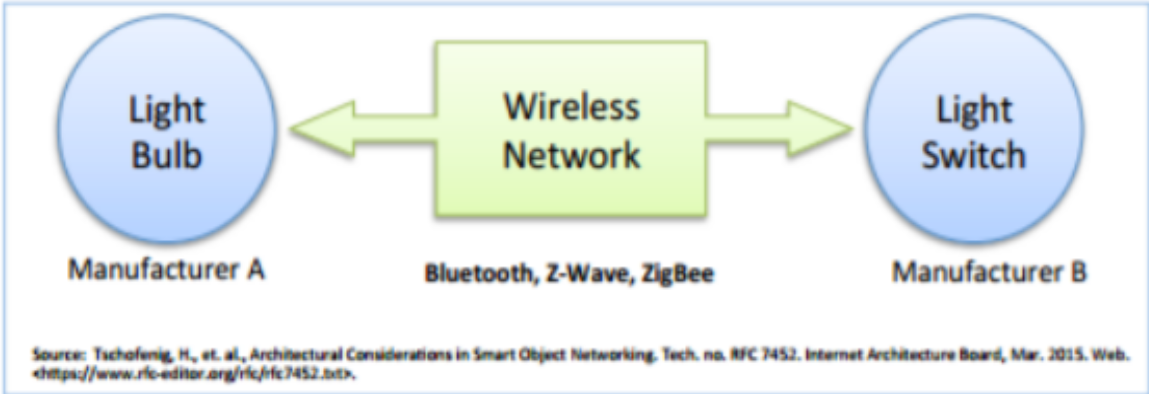 Light
Bulb
Wireless
Network
Light
Switch
Manufacturer A
Bluetooth, Z-Wave, ZigBee
Manufacturer B
Source: Tschofenig, H., et. al., Architectural Considerations in Smart Object Networking. Tech. no. RFC 7452. Internet Architecture Board, Mar. 2015. Web.
<https://www.rfc-editor.org/rfc/rfc7452.txt>.